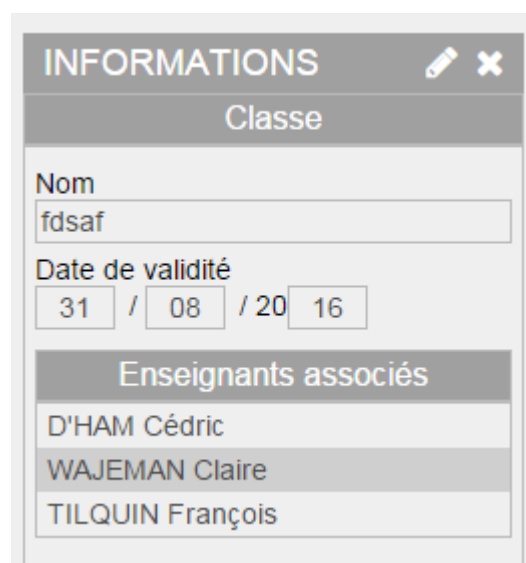 INFORMATIONS
Classe
Nom
fdsaf
Date de validité
31 / 08 / 20 16
Enseignants associés
D'HAM Cédric
WAJEMAN Claire
TILQUIN François